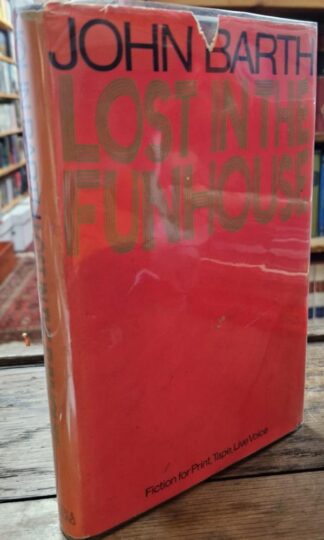 JOHN BARTH
LOST IN THE
FUNHOUSE
Fiction for Print, Tape, Live Voice